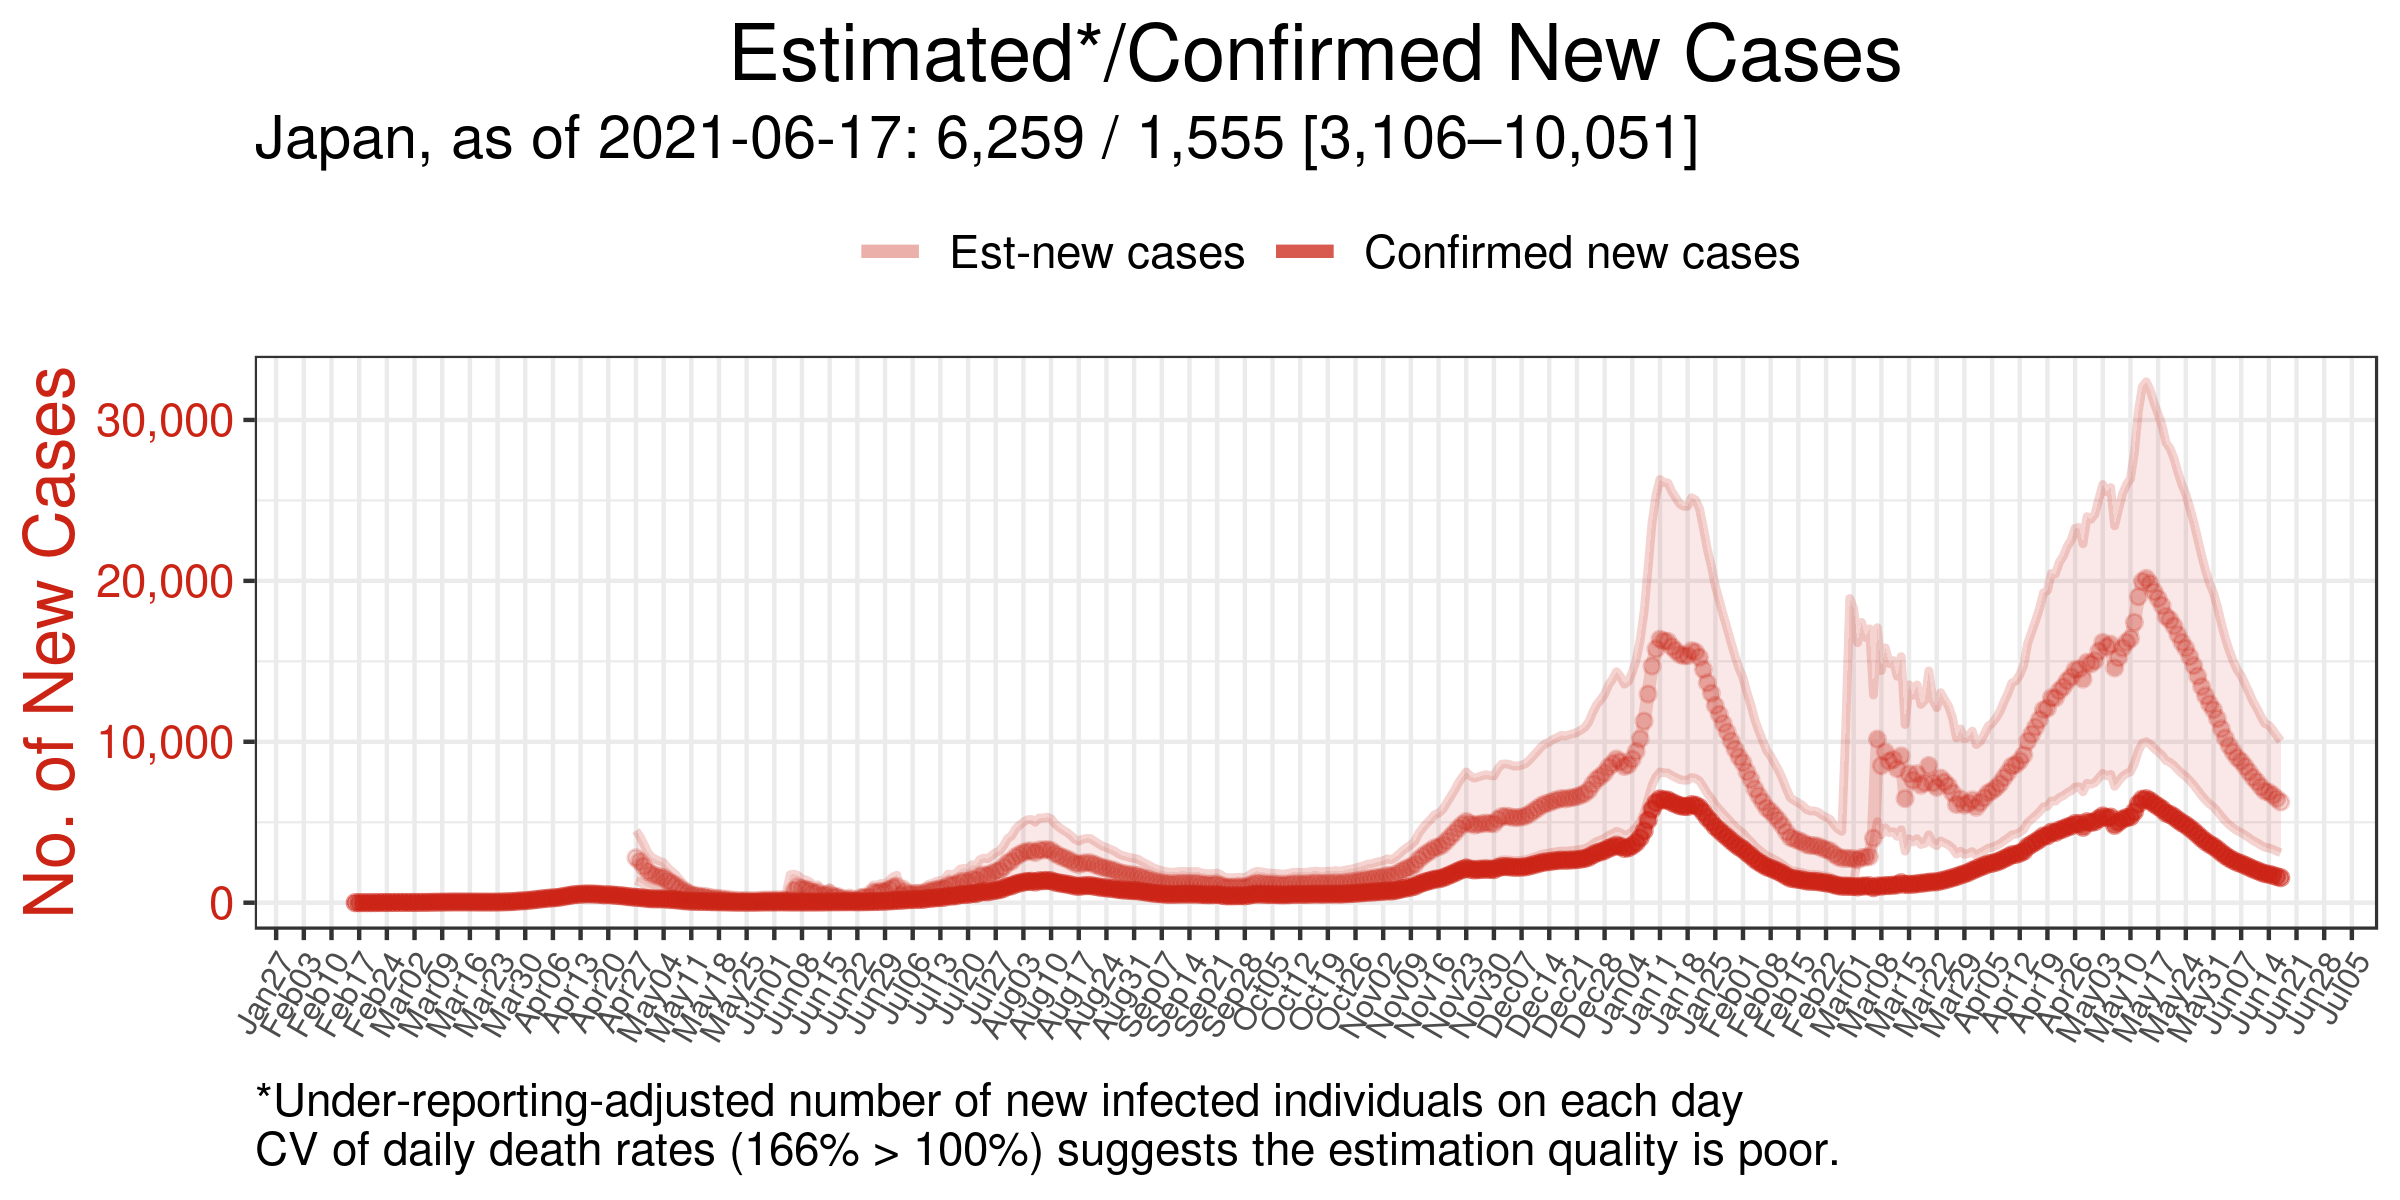 Estimated*/Confirmed New Cases
Japan, as of 2021-06-17: 6,259 / 1,555 [3,106–10,051]
Est-new cases
Confirmed new cases
No. of New Cases
30,000
20,000
10,000
0
Jan27
Feb03
Feb10
Feb17
Feb24
Mar02
Mar09
Mar16
Mar23
Mar30
Apr06
Apr13
Apr20
Apr27
May04
May11
May18
May25
Jun01
Jun08
Jun15
Jun22
Jun29
Jul06
Jul13
Jul20
Jul27
Aug03
Aug10
Aug17
Aug24
Aug31
Sep07
Sep14
Sep21
Sep28
Oct05
Oct12
Oct19
Oct26
Nov02
Nov09
Nov16
Nov23
Nov30
Dec07
Dec14
Dec21
Dec28
Jan04
Jan11
Jan18
Jan25
Feb01
Feb08
Feb15
Feb22
Mar01
Mar08
Mar15
Mar22
Mar29
Apr05
Apr12
Apr19
Apr26
May03
May10
May17
May24
May31
Jun07
Jun14
Jun21
Jun28
Jul05
*Under-reporting-adjusted number of new infected individuals on each day
CV of daily death rates (166% > 100%) suggests the estimation quality is poor.